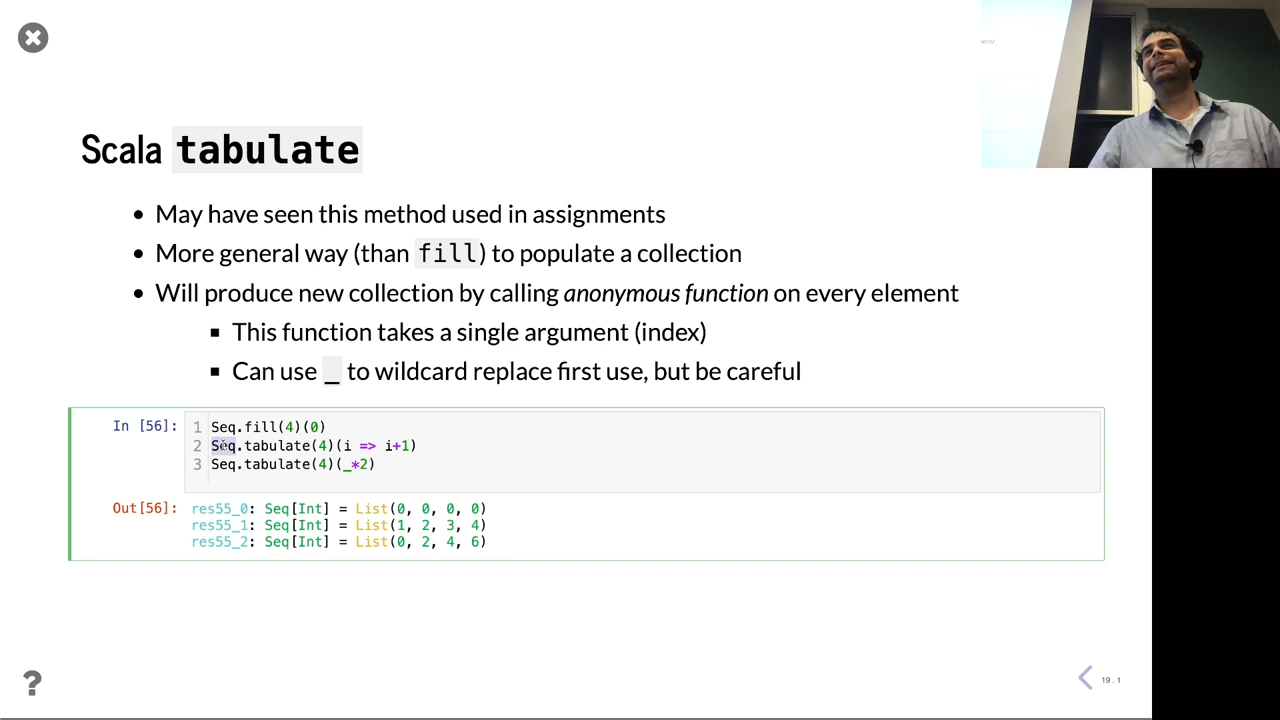 Scala tabulate
• May have seen this method used in assignments
• More general way (than fill) to populate a collection
• Will produce new collection by calling anonymous function on every element
▪ This function takes a single argument (index)
▪ Can use _ to wildcard replace first use, but be careful
In [56]:
1 Seq.fill(4)(0)
2 Seq.tabulate(4)(i => i+1)
3 Seq.tabulate(4)(_*2)
Out[56]:
res55_0: Seq[Int] = List(0, 0, 0, 0)
res55_1: Seq[Int] = List(1, 2, 3, 4)
res55_2: Seq[Int] = List(0, 2, 4, 6)
?
19.1